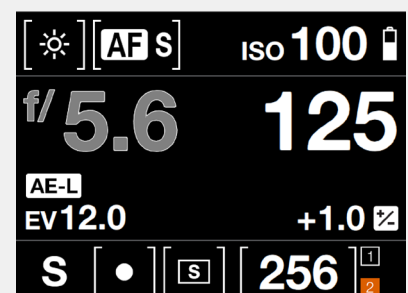 AF S ISO 100
f/5.6 125
AE-L
EV12.0 +1.0
S S 256 1
2